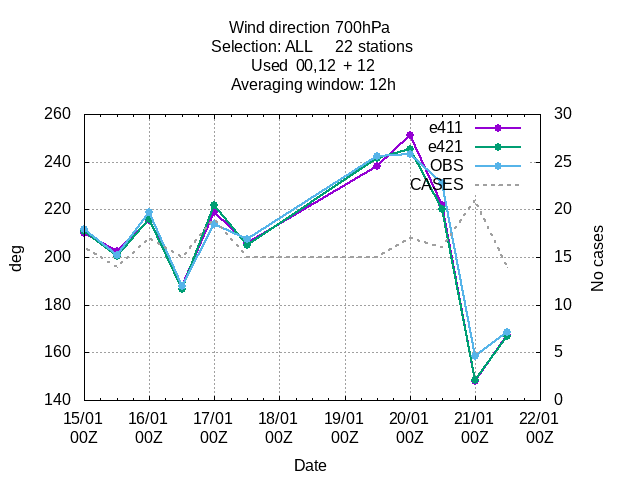 Wind direction 700hPa
Selection: ALL 22 stations
Used 00,12 + 12
Averaging window: 12h
260 30
e411
e421
240 25
OBS
CASES
220 20
200 15
deg
No cases
180 10
160 5
140 0
15/01 16/01 17/01 18/01 19/01 20/01 21/01 22/01
00Z 00Z 00Z 00Z 00Z 00Z 00Z 00Z
Date